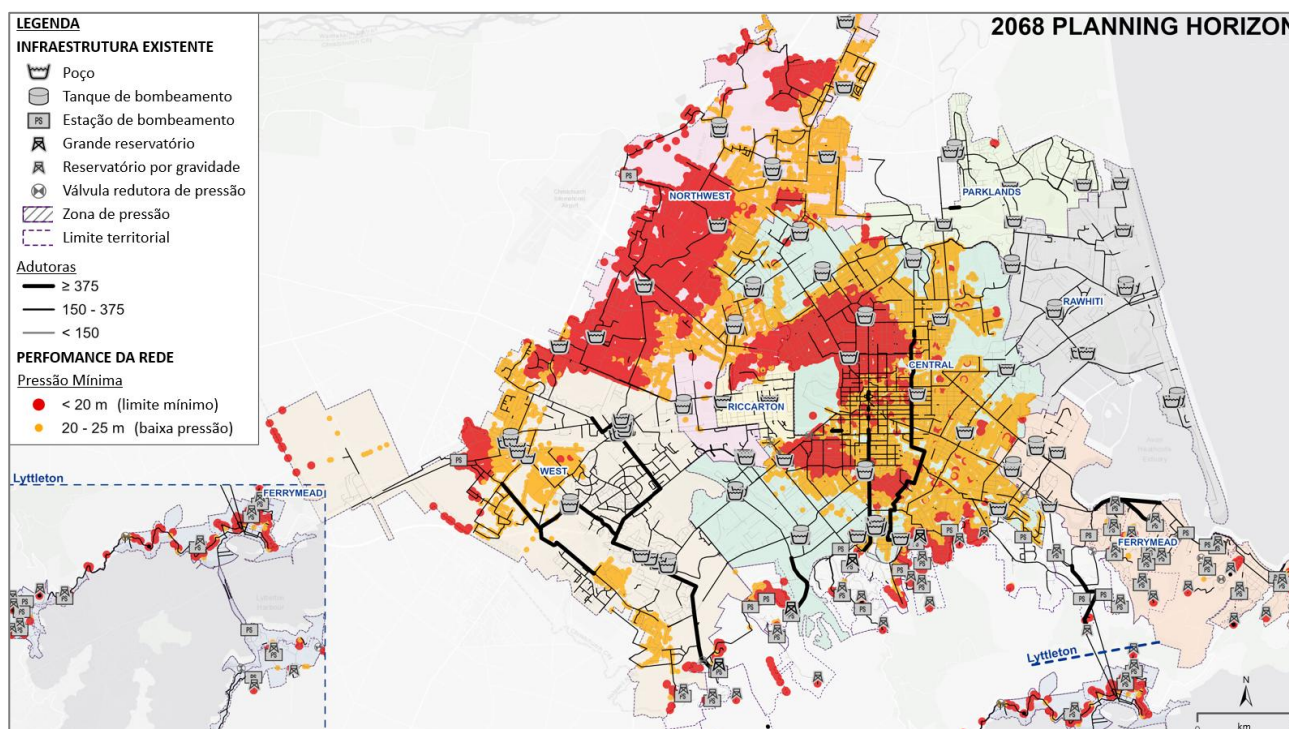 2068 PLANNING HORIZON
LEGENDA
INFRAESTRUTURA EXISTENTE
Poço
Tanque de bombeamento
PS Estação de bombeamento
Grande reservatório
Reservatório por gravidade
Válvula redutora de pressão
Zona de pressão
Limite territorial
Adutoras
≥ 375
150 - 375
< 150
PERFOMANCE DA REDE
Pressão Mínima
< 20 m (limite mínimo)
20 - 25 m (baixa pressão)
NORTHWEST
PARKLANDS
RAWHITI
CENTRAL
RICCARTON
WEST
FERRYMEAD
Lyttleton
FERRYMEAD
Lyttleton
N
0
km